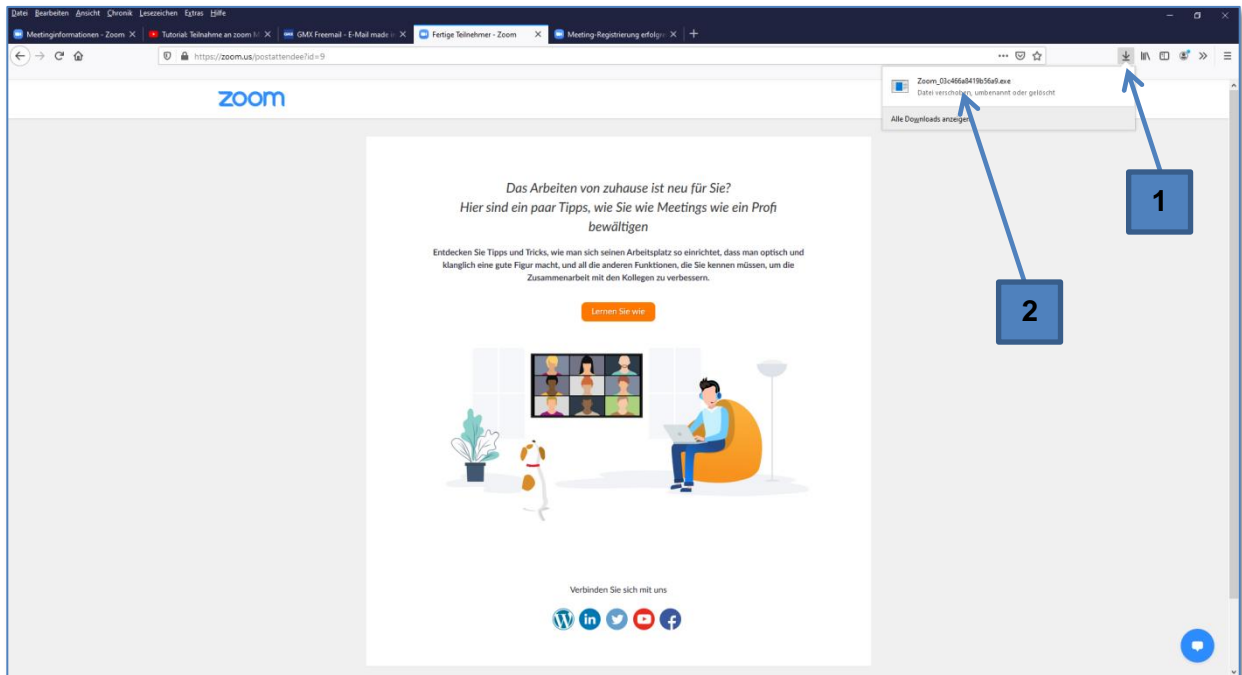 Datei Bearbeiten Ansicht Chronik Lesezeichen Extras Hilfe
Meetinginformationen - Zoom
Tutorial: Teilnahme an zoom M
GMX Freemail - E-Mail made in
Fertige Teilnehmer - Zoom
Meeting-Registrierung erfolgre
https://zoom.us/postattendee?id=9
Zoom_03c466a8419b56a9.exe
Datei verschoben, umbenannt oder gelöscht
Alle Downloads anzeigen
zoom
1
2
Das Arbeiten von zuhause ist neu für Sie?
Hier sind ein paar Tipps, wie Sie wie Meetings wie ein Profi
bewältigen
Entdecken Sie Tipps und Tricks, wie man sich seinen Arbeitsplatz so einrichtet, dass man optisch und
klanglich eine gute Figur macht, und all die anderen Funktionen, die Sie kennen müssen, um die
Zusammenarbeit mit den Kollegen zu verbessern.
Lernen Sie wie
Verbinden Sie sich mit uns